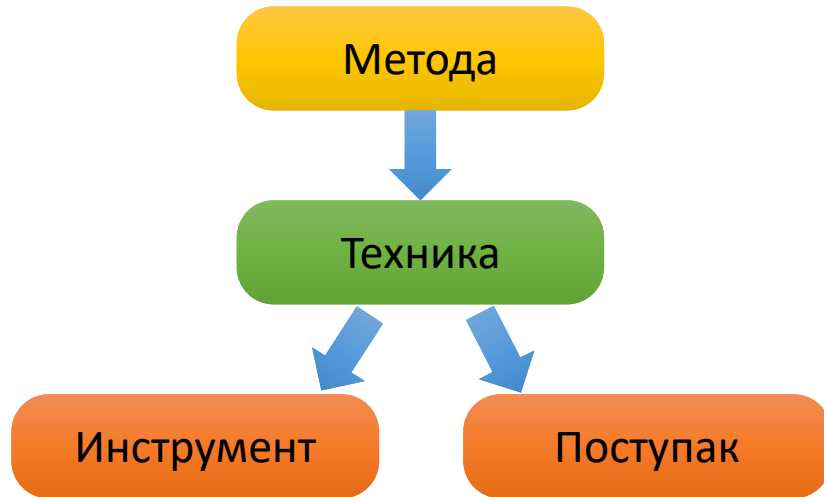 Метода
Техника
Инструмент
Поступак